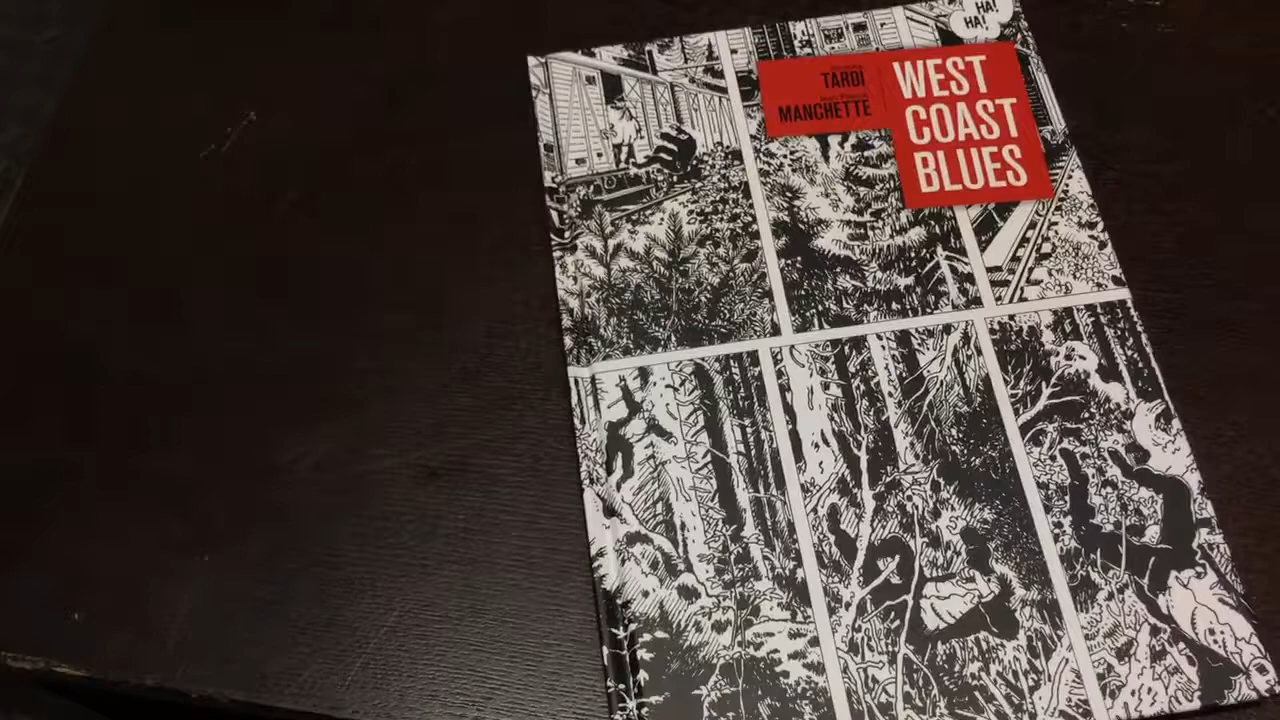 HA!
HA!
TARDI
MANCHETTE
WEST
COAST
BLUES